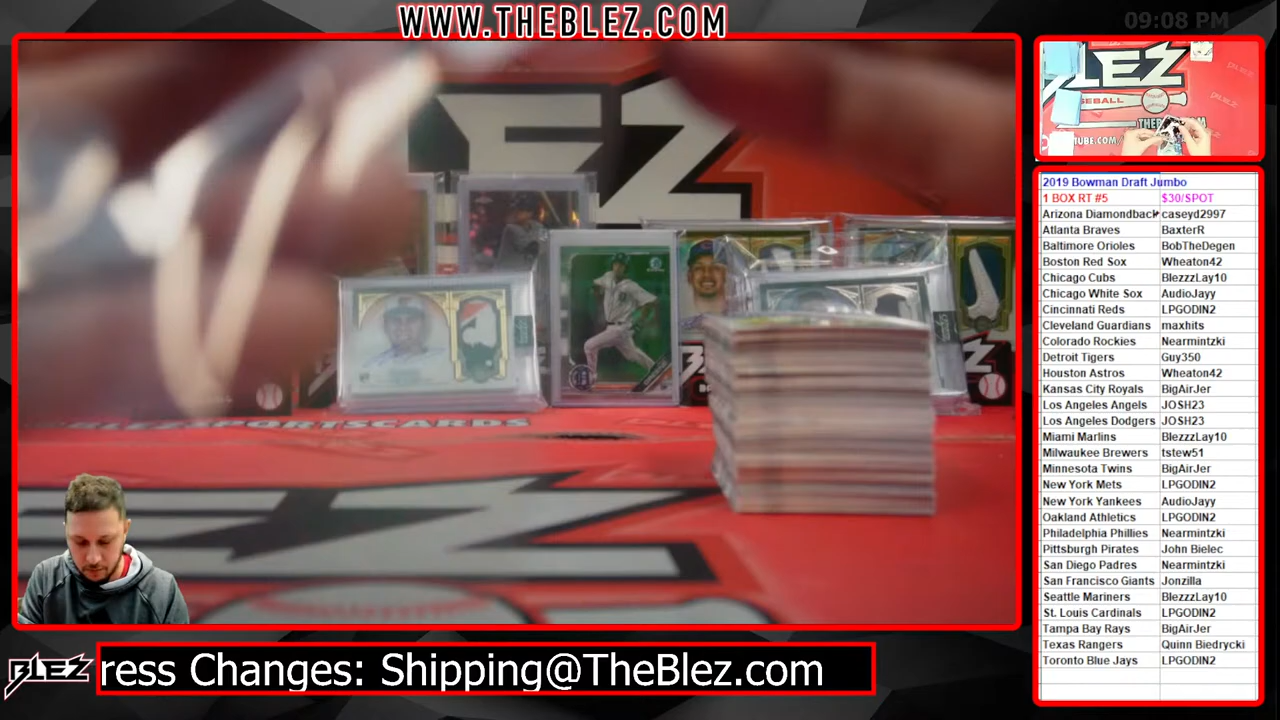 WWW.THEBLEZ.COM
09:08 PM
LEZ
EZ
BASEBALL
2019 Bowman Draft Jumbo
1 BOX RT #5 $30/SPOT
Arizona Diamondback caseyd2997
Atlanta Braves BaxterR
Baltimore Orioles BobTheDegen
Boston Red Sox Wheaton42
Chicago Cubs BlezzzLay10
Chicago White Sox AudioJayy
Cincinnati Reds LPGODIN2
Cleveland Guardians maxhits
Colorado Rockies Nearmintzki
Detroit Tigers Guy350
Houston Astros Wheaton42
Kansas City Royals BigAirJer
Los Angeles Angels JOSH23
Los Angeles Dodgers JOSH23
Miami Marlins BlezzzLay10
Milwaukee Brewers tstew51
Minnesota Twins BigAirJer
New York Mets LPGODIN2
New York Yankees AudioJayy
Oakland Athletics LPGODIN2
Philadelphia Phillies Nearmintzki
Pittsburgh Pirates John Bielec
San Diego Padres Nearmintzki
San Francisco Giants Jonzilla
Seattle Mariners BlezzzLay10
St. Louis Cardinals LPGODIN2
Tampa Bay Rays BigAirJer
Texas Rangers Quinn Biedrycki
Toronto Blue Jays LPGODIN2
BLEZSPORTSCARDS
BLEZ
ress Changes: Shipping@TheBlez.com